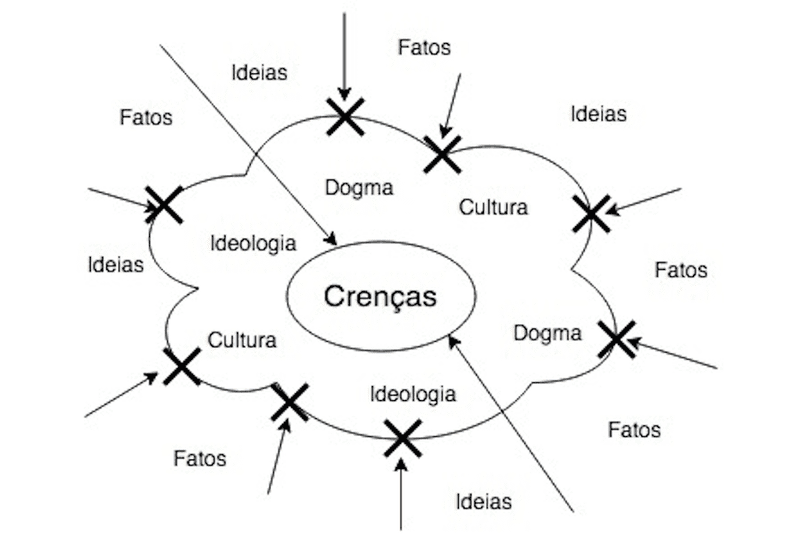 Fatos
Ideias
Fatos
Ideias
Dogma
Cultura
Ideologia
Ideias
Fatos
Crenças
Cultura
Dogma
Ideologia
Fatos
Fatos
Ideias